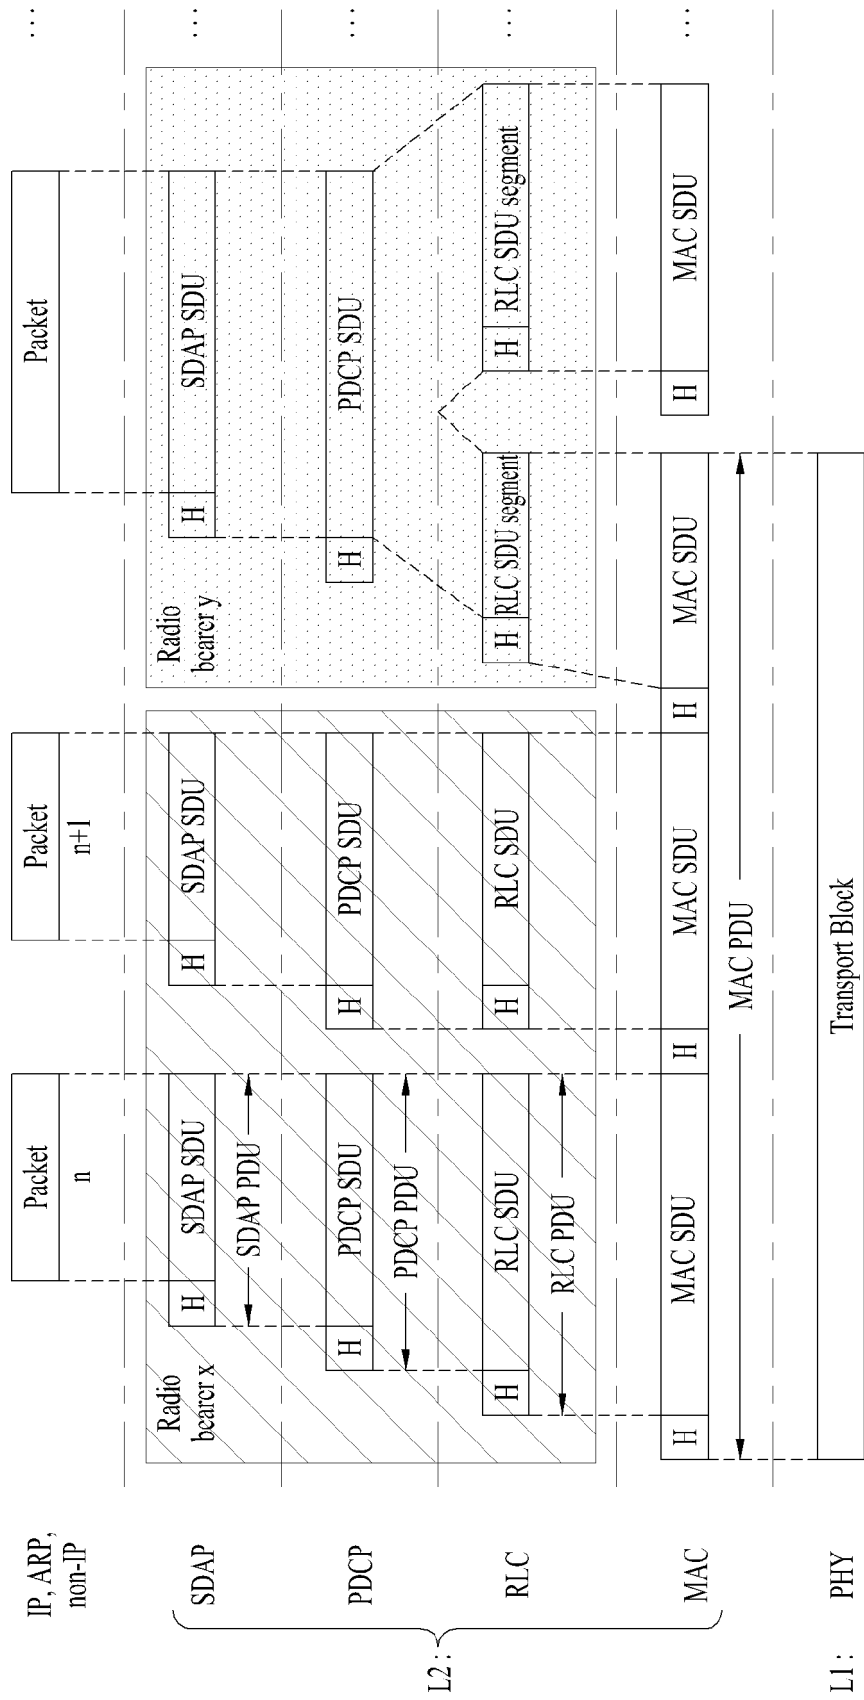 IP, ARP,
non-IP
Packet
n
Packet
n+1
Packet
...
L2 :
SDAP
Radio
bearer x
H
SDAP SDU
SDAP PDU
H
SDAP SDU
Radio
bearer y
H
SDAP SDU
...
PDCP
H
PDCP SDU
PDCP PDU
H
PDCP SDU
H
PDCP SDU
...
RLC
H
RLC SDU
RLC PDU
H
RLC SDU
H
RLC SDU segment
H
RLC SDU segment
...
MAC
H
MAC SDU
H
MAC SDU
H
MAC SDU
H
MAC SDU
...
MAC PDU
L1 :
PHY
Transport Block